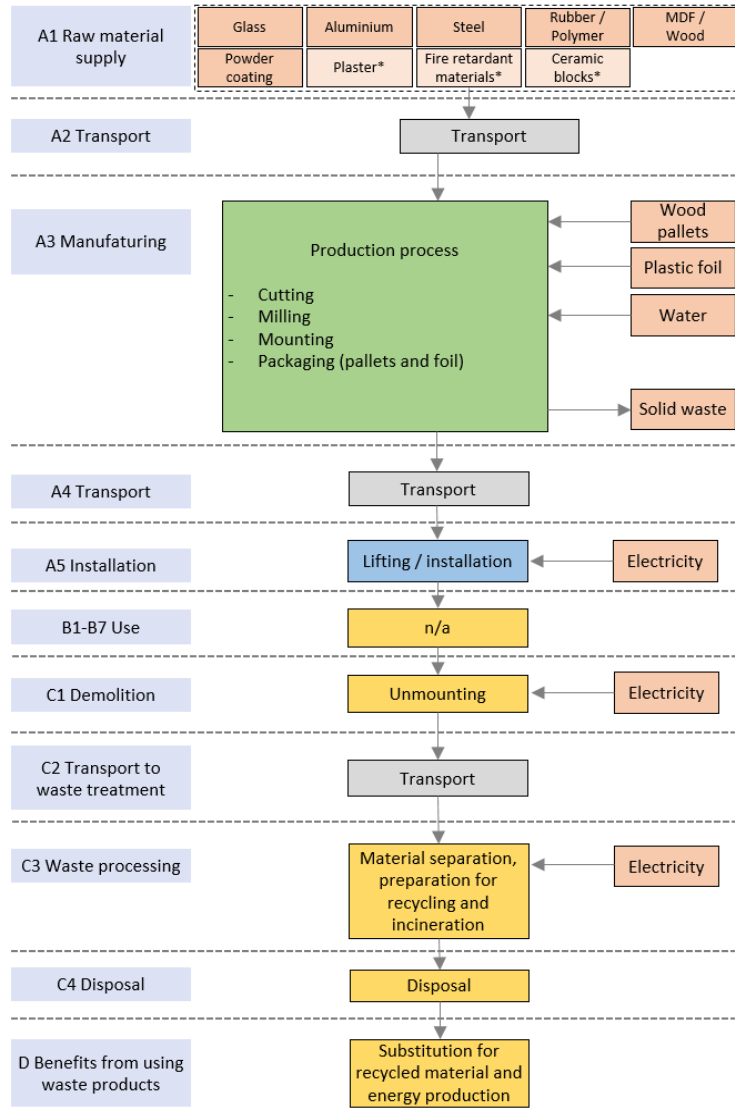 A1 Raw material
supply
Glass
Aluminium
Steel
Rubber /
Polymer
MDF /
Wood
Powder
coating
Plaster*
Fire retardant
materials*
Ceramic
blocks*
A2 Transport
Transport
A3 Manufaturing
Production process
- Cutting
- Milling
- Mounting
- Packaging (pallets and foil)
Wood
pallets
Plastic foil
Water
Solid waste
A4 Transport
Transport
A5 Installation
Lifting / installation
Electricity
B1-B7 Use
n/a
C1 Demolition
Unmounting
Electricity
C2 Transport to
waste treatment
Transport
C3 Waste processing
Material separation,
preparation for
recycling and
incineration
Electricity
C4 Disposal
Disposal
D Benefits from using
waste products
Substitution for
recycled material and
energy production